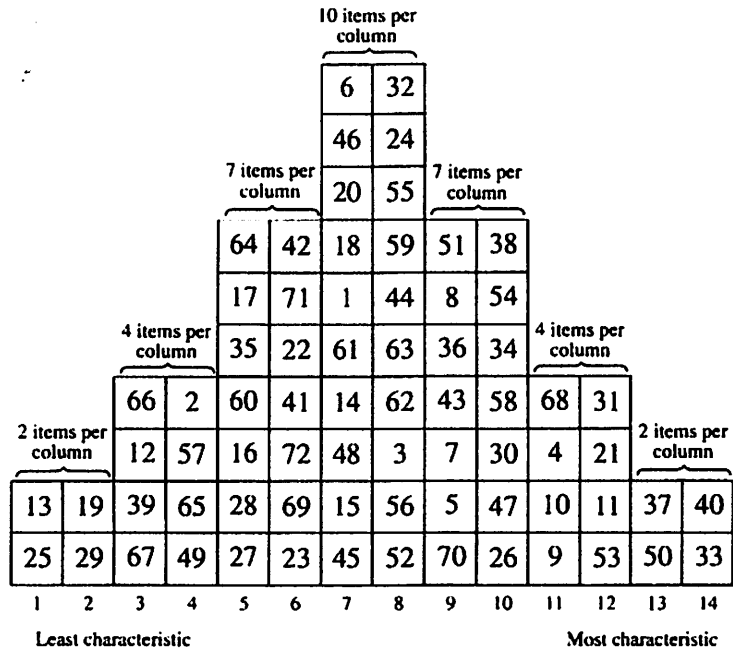 10 items per
column
6 32
46 24
7 items per
column
20 55
7 items per
column
64 42 18 59 51 38
17 71 1 44 8 54
4 items per
column
35 22 61 63 36 34
4 items per
column
66 2 60 41 14 62 43 58 68 31
2 items per
column
12 57 16 72 48 3 7 30 4 21
2 items per
column
13 19 39 65 28 69 15 56 5 47 10 11 37 40
25 29 67 49 27 23 45 52 70 26 9 53 50 33
1 2 3 4 5 6 7 8 9 10 11 12 13 14
Least characteristic Most characteristic